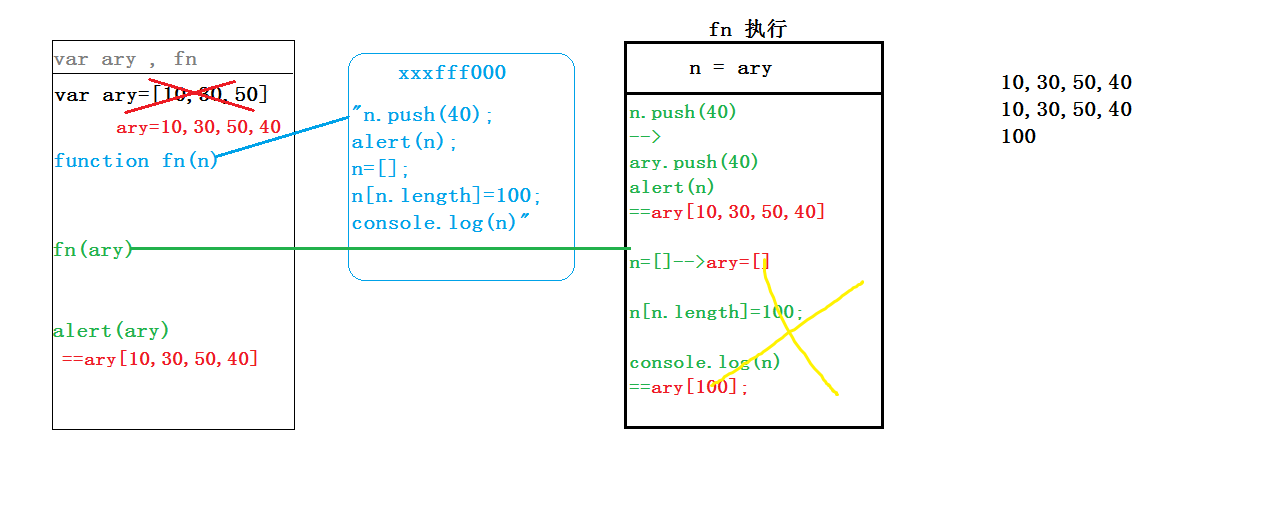 var ary , fn
var ary=[10,30,50]
ary=10,30,50,40
function fn(n)
fn(ary)
alert(ary)
==ary[10,30,50,40]
xxxfff000
"n.push(40);
alert(n);
n=[];
n[n.length]=100;
console.log(n)"
fn 执行
n = ary
n.push(40)
-->
ary.push(40)
alert(n)
==ary[10,30,50,40]
n=[]-->ary=[]
n[n.length]=100;
console.log(n)
==ary[100];
10,30,50,40
10,30,50,40
100